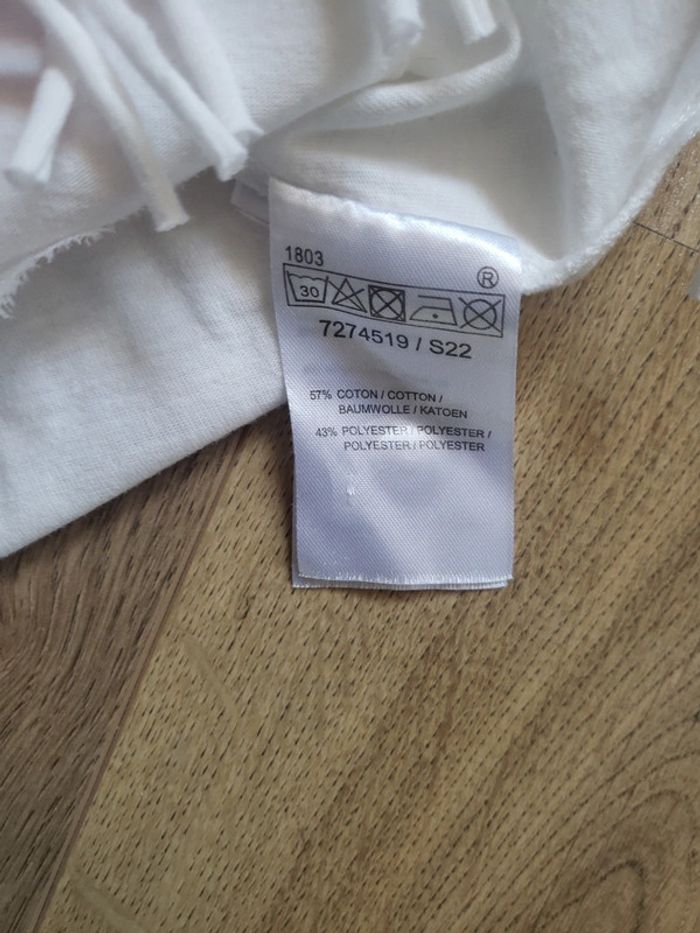 1803
®
30
7274519 / S22
57% COTON / COTTON /
BAUMWOLLE / KATOEN
43% POLYESTER / POLYESTER /
POLYESTER / POLYESTER